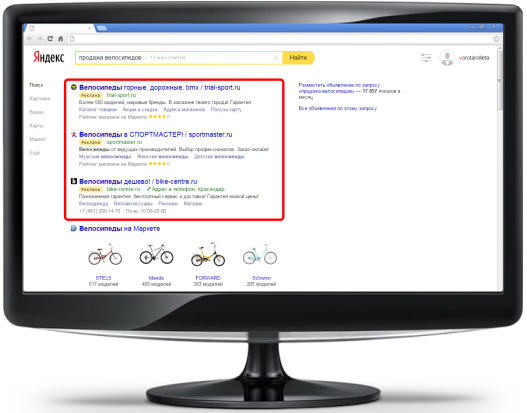 Яндекс
продажа велосипедов — 13 млн ответов
Найти
vorotarolleta
Поиск
Картинки
Видео
Карты
Маркет
Ещё
Велосипеды горные, дорожные, bmx / trial-sport.ru
Реклама trial-sport.ru
Более 500 моделей, мировые бренды. В магазине твоего города! Гарантия
Каталог товаров Акции и скидки Адреса магазинов Получи карту
Рейтинг магазина на Маркете ★★★★☆
Велосипеды в СПОРТМАСТЕР! / sportmaster.ru
Реклама sportmaster.ru
Велосипеды от ведущих производителей. Выбор профессионалов. Закажи онлайн!
Мужские велосипеды Женские велосипеды Детские велосипеды
Рейтинг магазина на Маркете ★★★★☆
Велосипеды дешево! / bike-centre.ru
Реклама bike-centre.ru Адрес и телефон, Краснодар
Пожизненная гарантия, бесплатный сервис и доставка! Гарантия низкой цены!
Велоодежда Велоаксессуары Рюкзаки Магазин
+7 (861) 200-14-70 · Пн-вс 10:00-20:00
Велосипеды на Маркете
STELS
517 моделей
Merida
405 моделей
FORWARD
393 моделей
Schwinn
205 моделей
Разместить объявление по запросу
«продажа велосипедов» — 17 857 показов в
месяц
Все объявления по этому запросу